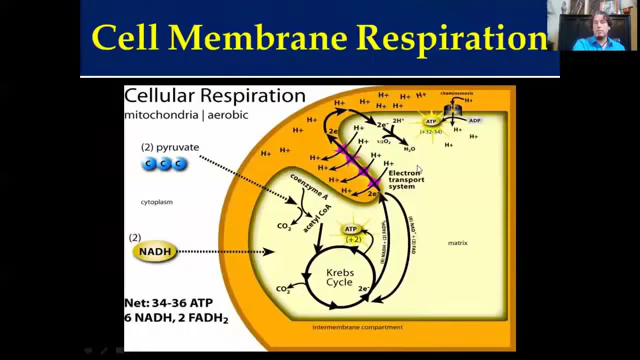 Cell Membrane Respiration
Cellular Respiration
mitochondria | aerobic
(2) pyruvate
C C C
cytoplasm
(2)
NADH
Net: 34-36 ATP
6 NADH, 2 FADH₂
coenzyme A
acetyl CoA
CO₂
ATP
(+2)
Krebs
Cycle
CO₂
2e-
H+ H+ H+ H+
H+ H+ H+
H+ H+ H+
2e-
2e-
2H+
H₂O
H+
H+
H+
H+
H+
H+
H+
H+
Electron
transport
system
2e-
chemiosmosis
H+
ATP
(+32-34)
ADP
H+
H+
matrix
intermembrane compartment